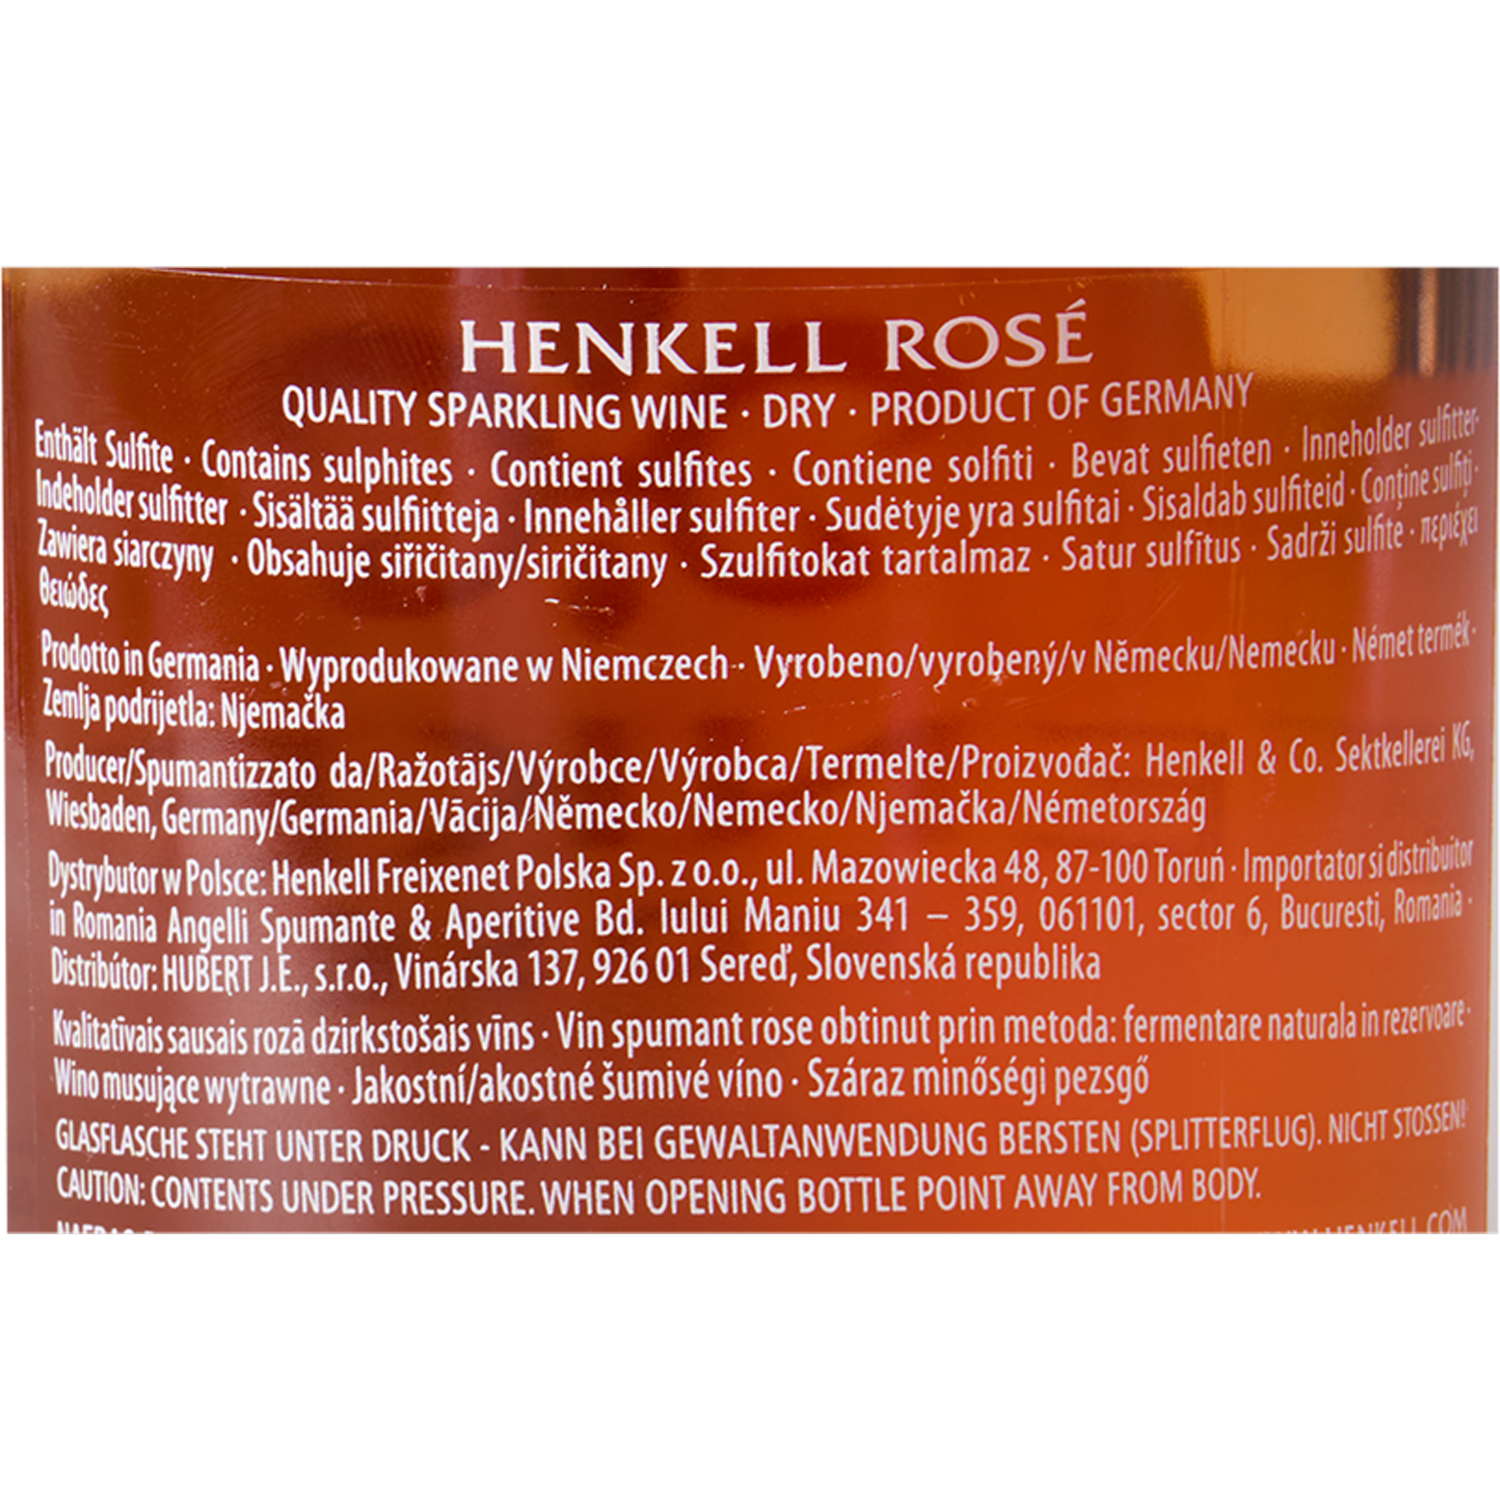 HENKELL ROSÉ
QUALITY SPARKLING WINE · DRY · PRODUCT OF GERMANY
Enthält Sulfite · Contains sulphites · Contient sulfites · Contiene solfiti · Bevat sulfieten · Inneholder sulfitter·
Indeholder sulfitter · Sisältää sulfiitteja · Innehåller sulfiter · Sudėtyje yra sulfitai · Sisaldab sulfiteid · Conține sulfiți ·
Zawiera siarczyny · Obsahuje siřičitany/siričitany · Szulfitokat tartalmaz · Satur sulfītus · Sadrži sulfite · περιέχει
θειώδες
Prodotto in Germania · Wyprodukowane w Niemczech · Vyrobeno/vyrobený/v Německu/Nemecku · Német termék ·
Zemlja podrijetla: Njemačka
Producer/Spumantizzato da/Ražotājs/Výrobce/Výrobca/Termelte/Proizvođač: Henkell & Co. Sektkellerei KG,
Wiesbaden, Germany/Germania/Vācija/Německo/Nemecko/Njemačka/Németország
Dystrybutor w Polsce: Henkell Freixenet Polska Sp. z o.o., ul. Mazowiecka 48, 87-100 Toruń · Importator si distribuitor
in Romania Angelli Spumante & Aperitive Bd. Iului Maniu 341 – 359, 061101, sector 6, Bucuresti, Romania ·
Distribútor: HUBERT J.E., s.r.o., Vinárska 137, 926 01 Sereď, Slovenská republika
Kvalitatīvais sausais rozā dzirkstošais vīns · Vin spumant rose obtinut prin metoda: fermentare naturala in rezervoare ·
Wino musujące wytrawne · Jakostní/akostné šumivé víno · Száraz minőségi pezsgő
GLASFLASCHE STEHT UNTER DRUCK - KANN BEI GEWALTANWENDUNG BERSTEN (SPLITTERFLUG). NICHT STOSSEN!
CAUTION: CONTENTS UNDER PRESSURE. WHEN OPENING BOTTLE POINT AWAY FROM BODY.
HENKELL.COM